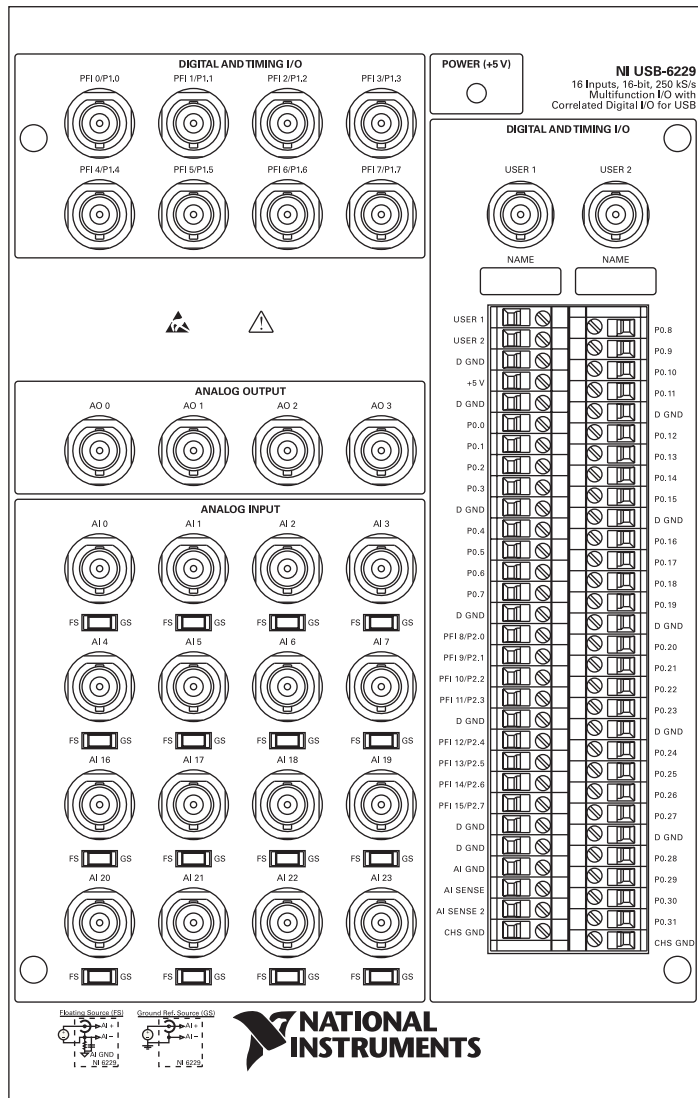 DIGITAL AND TIMING I/O
PFI 0/P1.0 PFI 1/P1.1 PFI 2/P1.2 PFI 3/P1.3
PFI 4/P1.4 PFI 5/P1.5 PFI 6/P1.6 PFI 7/P1.7
POWER (+5 V)
NI USB-6229
16 Inputs, 16-bit, 250 kS/s
Multifunction I/O with
Correlated Digital I/O for USB
ANALOG OUTPUT
AO 0 AO 1 AO 2 AO 3
ANALOG INPUT
AI 0 AI 1 AI 2 AI 3
FS GS FS GS FS GS FS GS
AI 4 AI 5 AI 6 AI 7
FS GS FS GS FS GS FS GS
AI 16 AI 17 AI 18 AI 19
FS GS FS GS FS GS FS GS
AI 20 AI 21 AI 22 AI 23
FS GS FS GS FS GS FS GS
DIGITAL AND TIMING I/O
USER 1 USER 2
NAME NAME
USER 1
USER 2
D GND
+5 V
D GND
P0.0
P0.1
P0.2
P0.3
D GND
P0.4
P0.5
P0.6
P0.7
D GND
PFI 8/P2.0
PFI 9/P2.1
PFI 10/P2.2
PFI 11/P2.3
D GND
PFI 12/P2.4
PFI 13/P2.5
PFI 14/P2.6
PFI 15/P2.7
D GND
D GND
AI GND
AI SENSE
AI SENSE 2
CHS GND
P0.8
P0.9
P0.10
P0.11
D GND
P0.12
P0.13
P0.14
P0.15
D GND
P0.16
P0.17
P0.18
P0.19
D GND
P0.20
P0.21
P0.22
P0.23
D GND
P0.24
P0.25
P0.26
P0.27
D GND
P0.28
P0.29
P0.30
P0.31
CHS GND
Floating Source (FS)
AI +
AI –
AI GND
NI 6229
Ground Ref. Source (GS)
AI +
AI –
NI 6229
NATIONAL
INSTRUMENTS